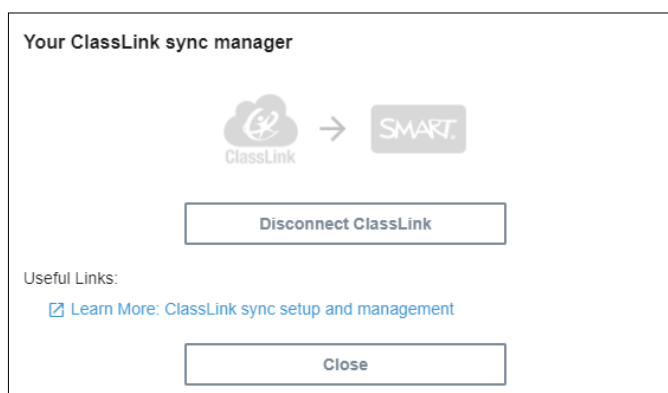 Your ClassLink sync manager
ClassLink
SMART.
Disconnect ClassLink
Useful Links:
Learn More: ClassLink sync setup and management
Close